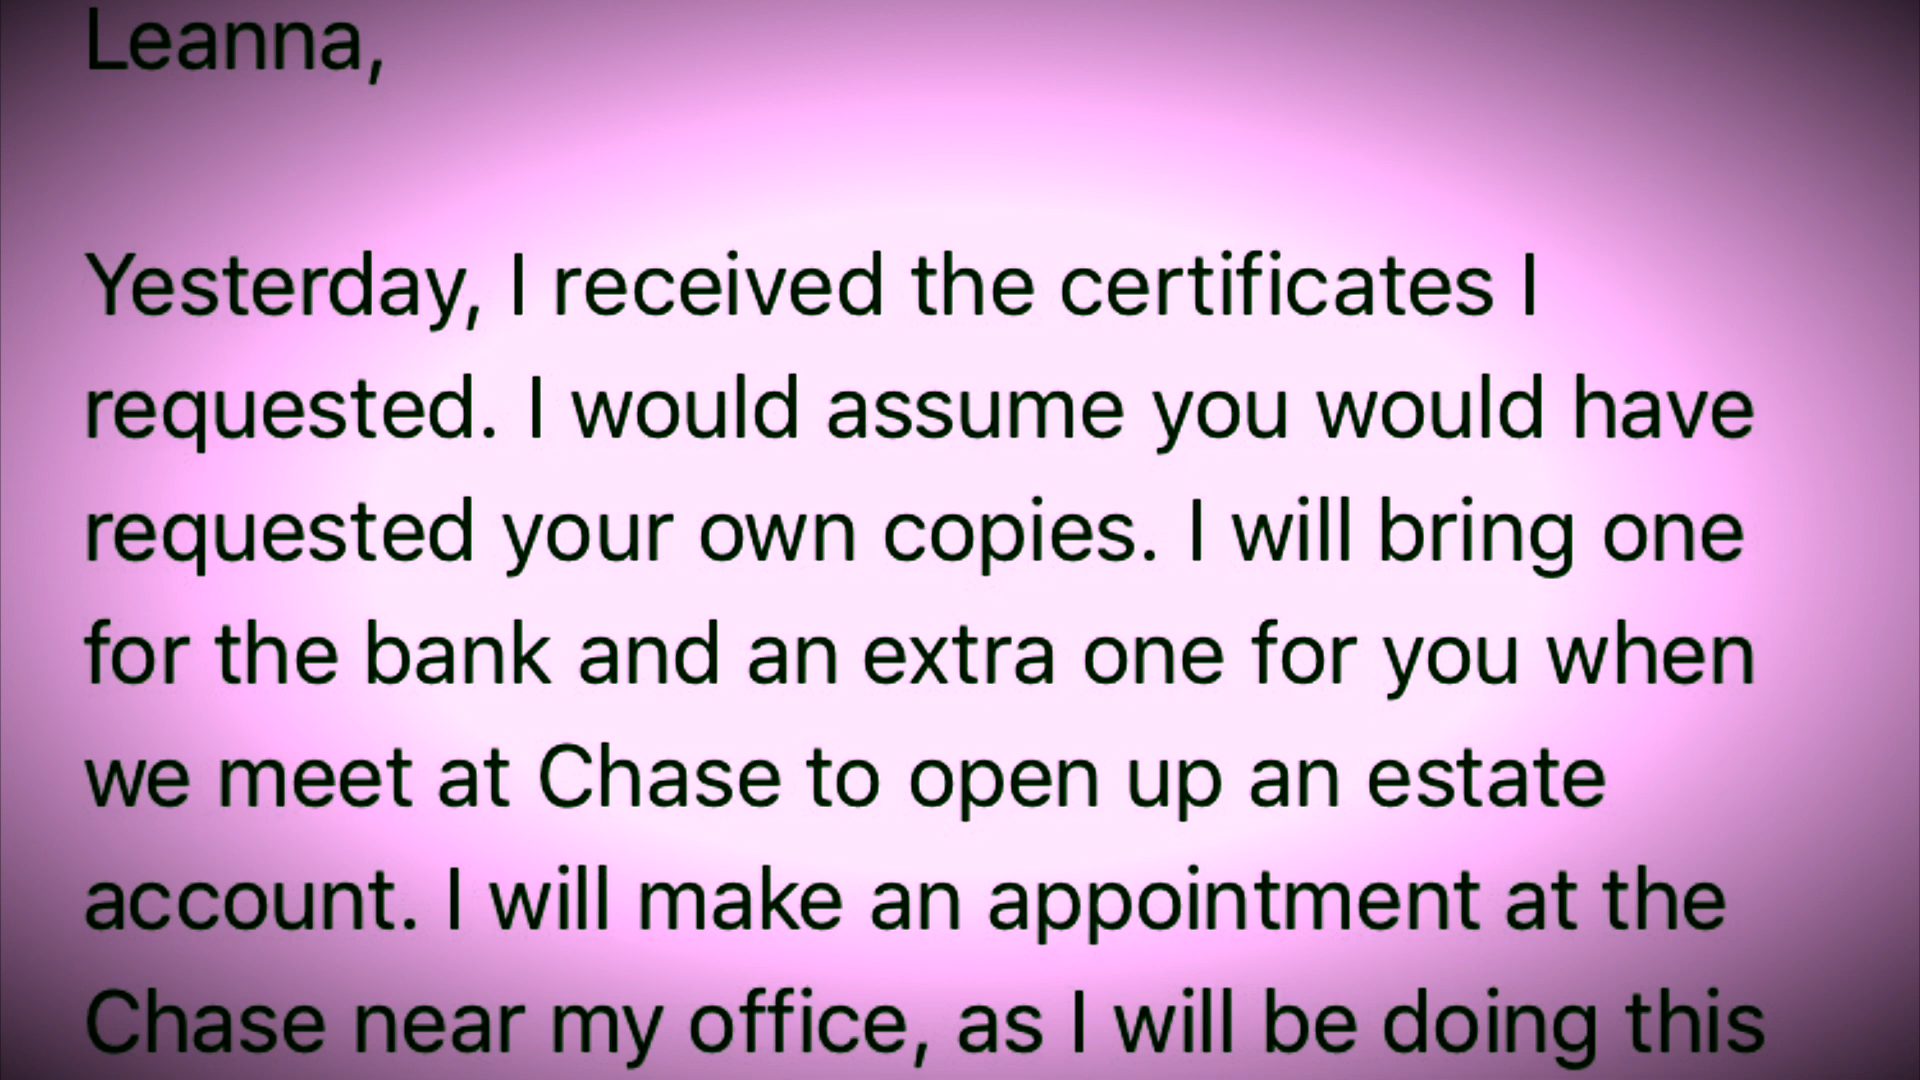 Leanna,
Yesterday, I received the certificates I
requested. I would assume you would have
requested your own copies. I will bring one
for the bank and an extra one for you when
we meet at Chase to open up an estate
account. I will make an appointment at the
Chase near my office, as I will be doing this